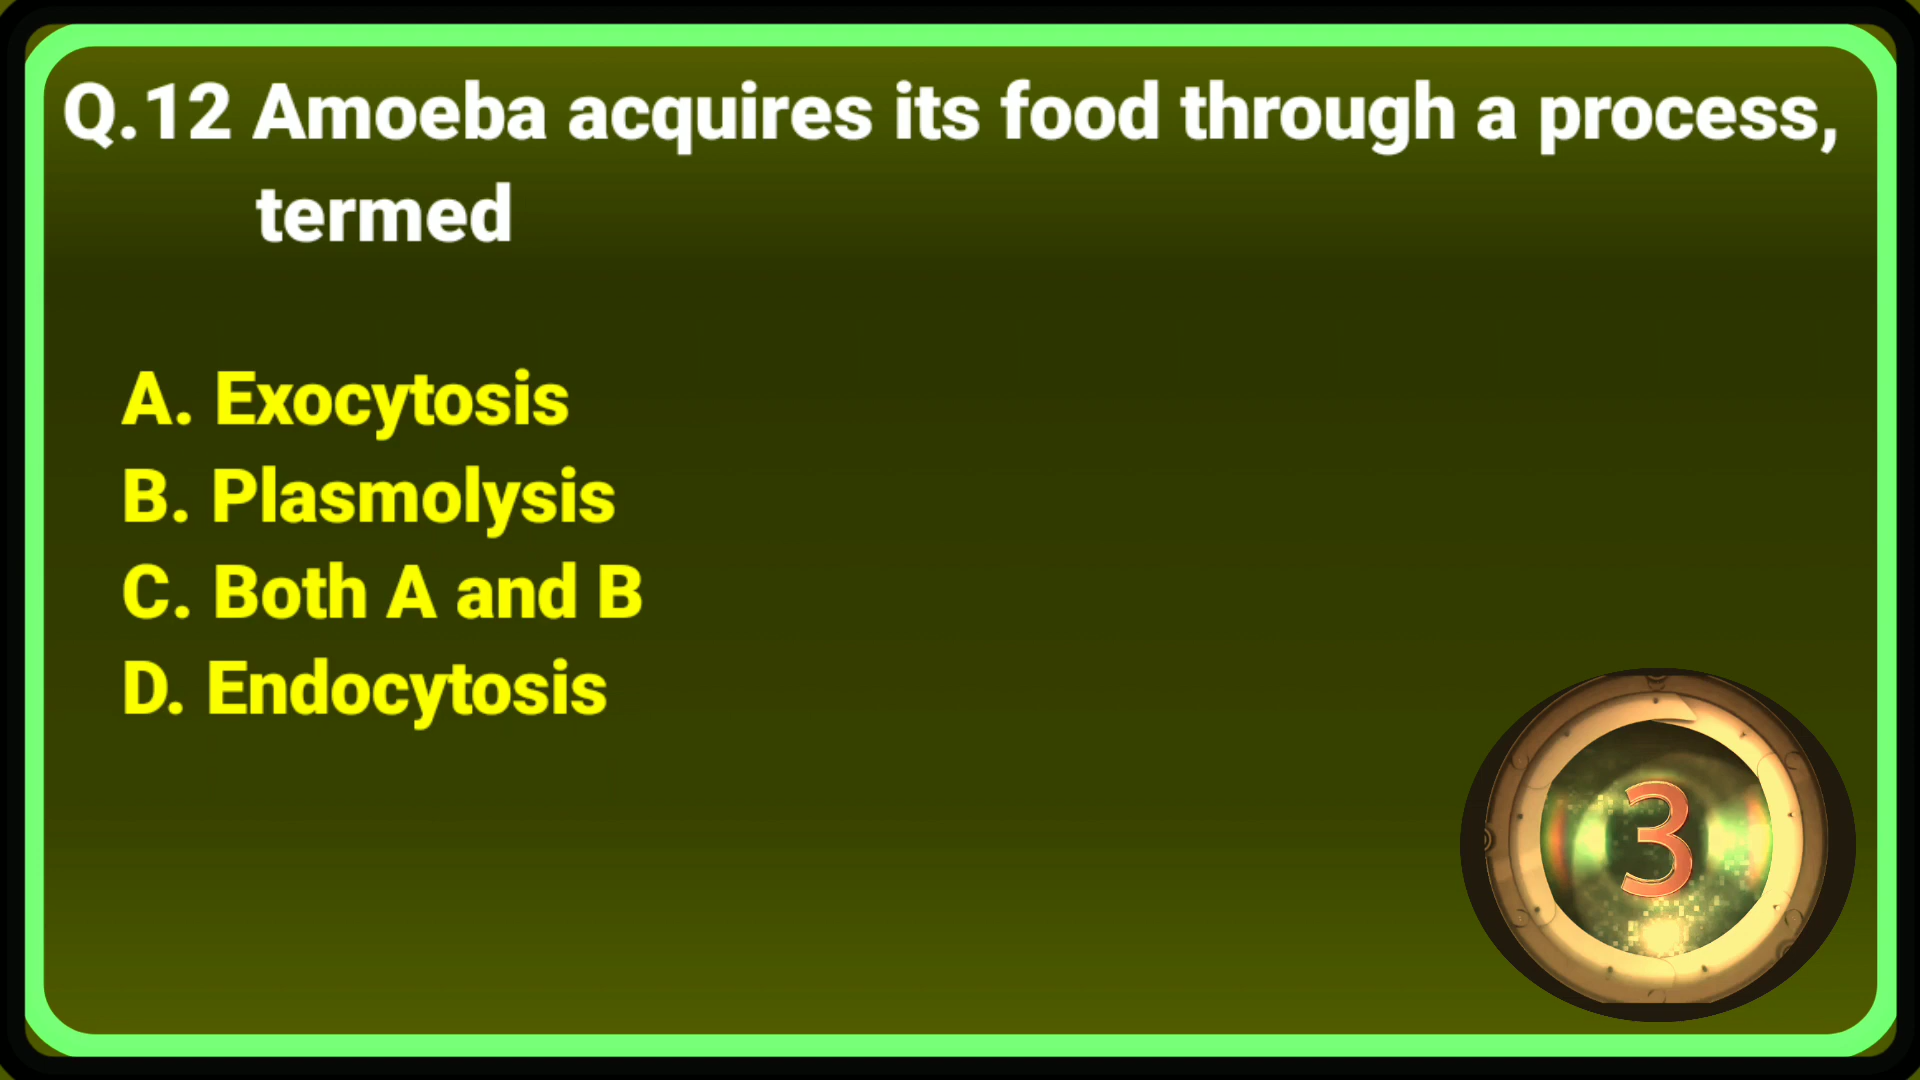 Q.12 Amoeba acquires its food through a process,
termed
A. Exocytosis
B. Plasmolysis
C. Both A and B
D. Endocytosis
3